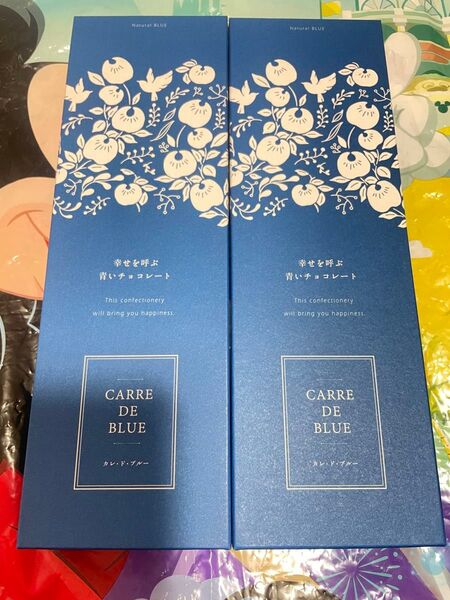 Natural BLUE
幸せを呼ぶ
青いチョコレート
This confectionery
will bring you happiness.
CARRE
DE
BLUE
カレ・ド・ブルー
Natural BLUE
幸せを呼ぶ
青いチョコレート
This confectionery
will bring you happiness.
CARRE
DE
BLUE
カレ・ド・ブルー